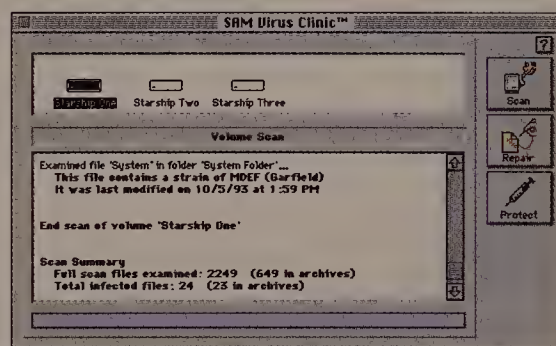 SAM Virus Clinic™
?
Starship One
Starship Two
Starship Three
Scan
Volume Scan
Repair
Examined file "System" in folder "System Folder"...
This file contains a strain of MDEF (Garfield)
It was last modified on 10/5/93 at 1:59 PM
Protect
End scan of volume "Starship One"
Scan Summary
Full scan files examined: 2249 (649 in archives)
Total infected files: 24 (23 in archives)